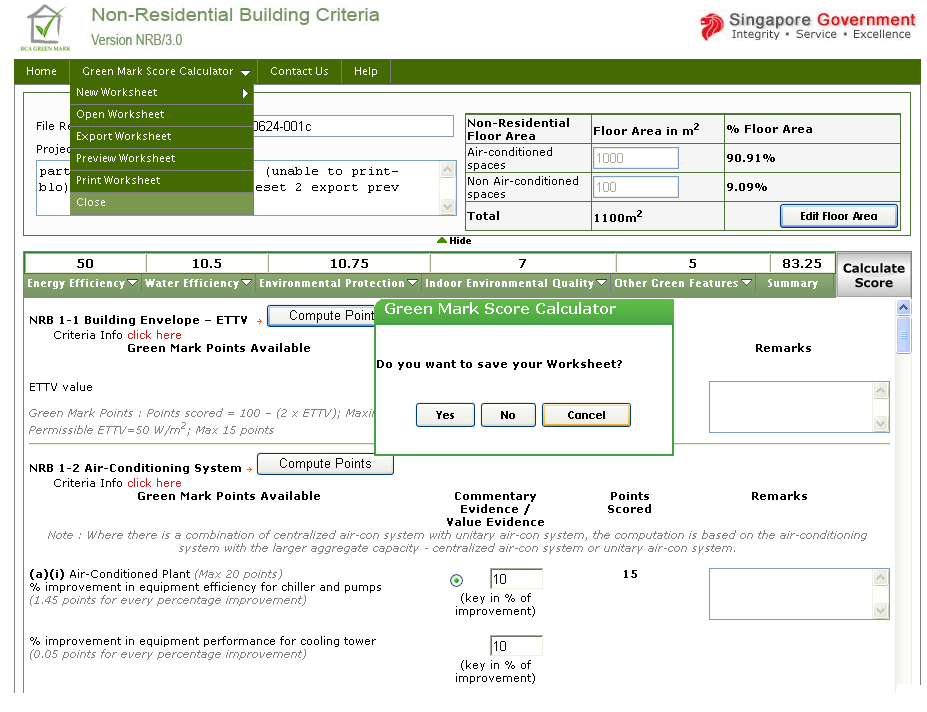 Non-Residential Building Criteria
Version NRB/3.0
BCA GREEN MARK
Singapore Government
Integrity • Service • Excellence
Home Green Mark Score Calculator Contact Us Help
New Worksheet
Open Worksheet
Export Worksheet
Preview Worksheet
Print Worksheet
Close
File Re
0624-001c
Projec
part (unable to print-
blo) eset 2 export prev
Non-Residential Floor Area Floor Area in m2 % Floor Area
Air-conditioned spaces 1000 90.91%
Non Air-conditioned spaces 100 9.09%
Total 1100m2 Edit Floor Area
Hide
50 10.5 10.75 7 5 83.25
Energy Efficiency Water Efficiency Environmental Protection Indoor Environmental Quality Other Green Features Summary
Calculate Score
NRB 1-1 Building Envelope – ETTV Compute Point
Criteria Info click here
Green Mark Points Available Remarks
ETTV value
Green Mark Points : Points scored = 100 – (2 x ETTV); Maxi
Permissible ETTV=50 W/m2; Max 15 points
Green Mark Score Calculator
Do you want to save your Worksheet?
Yes No Cancel
NRB 1-2 Air-Conditioning System Compute Points
Criteria Info click here
Green Mark Points Available Commentary Evidence / Value Evidence Points Scored Remarks
Note : Where there is a combination of centralized air-con system with unitary air-con system, the computation is based on the air-conditioning
system with the larger aggregate capacity - centralized air-con system or unitary air-con system.
(a)(i) Air-Conditioned Plant (Max 20 points) 10 15
% improvement in equipment efficiency for chiller and pumps
(1.45 points for every percentage improvement)
(key in % of
improvement)
% improvement in equipment performance for cooling tower 10
(0.05 points for every percentage improvement)
(key in % of
improvement)